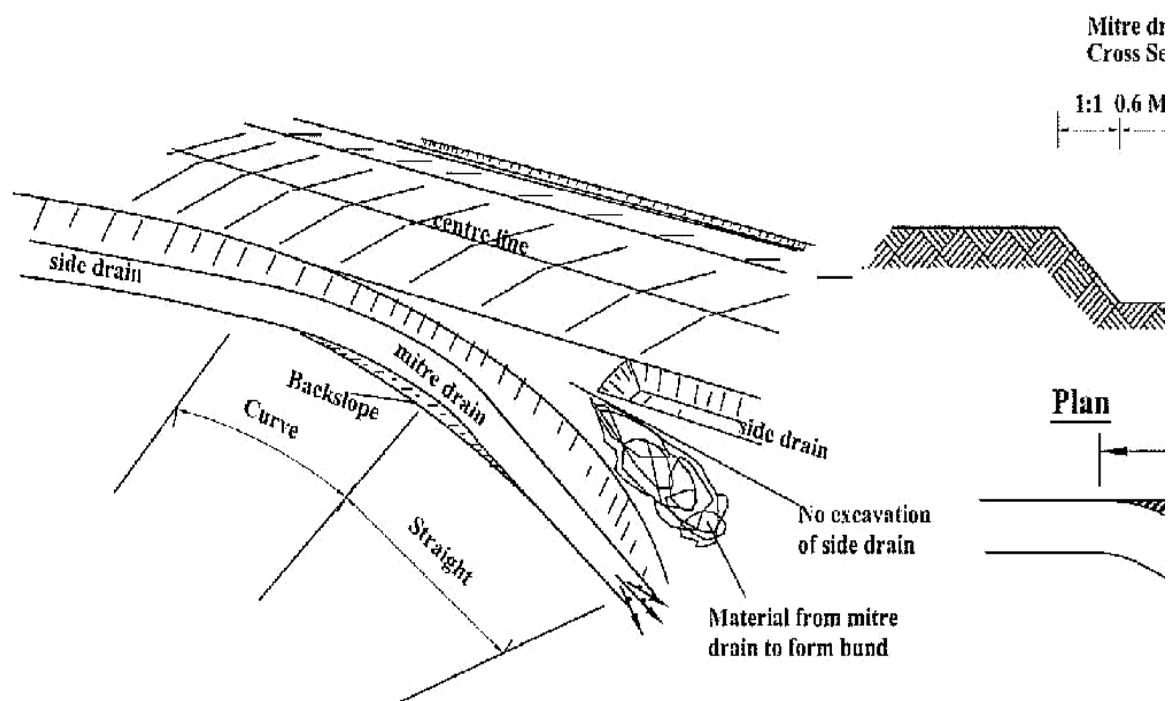 Mitre dr
Cross Se
1:1 0.6 M
centre line
side drain
mitre drain
Backslope
Curve
side drain
Plan
No excavation
of side drain
Straight
Material from mitre
drain to form bund